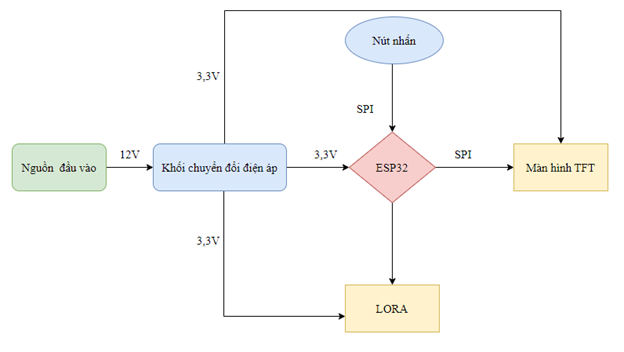 Nút nhấn
3,3V
SPI
12V
Nguồn đầu vào
Khối chuyển đổi điện áp
3,3V
ESP32
SPI
Màn hình TFT
3,3V
LORA